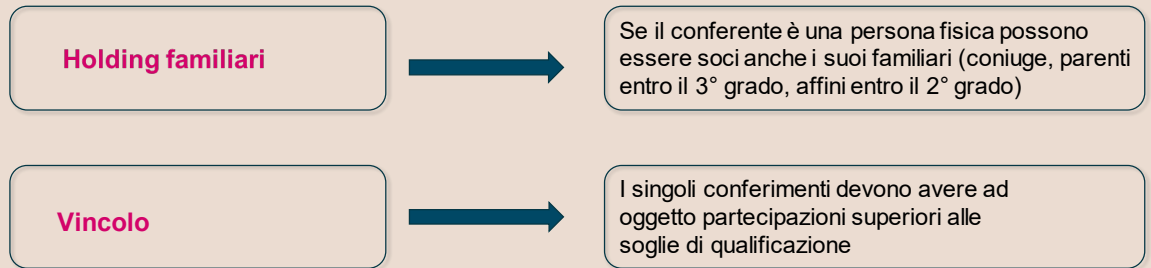 Holding familiari
Se il conferente è una persona fisica possono
essere soci anche i suoi familiari (coniuge, parenti
entro il 3° grado, affini entro il 2° grado)
Vincolo
I singoli conferimenti devono avere ad
oggetto partecipazioni superiori alle
soglie di qualificazione